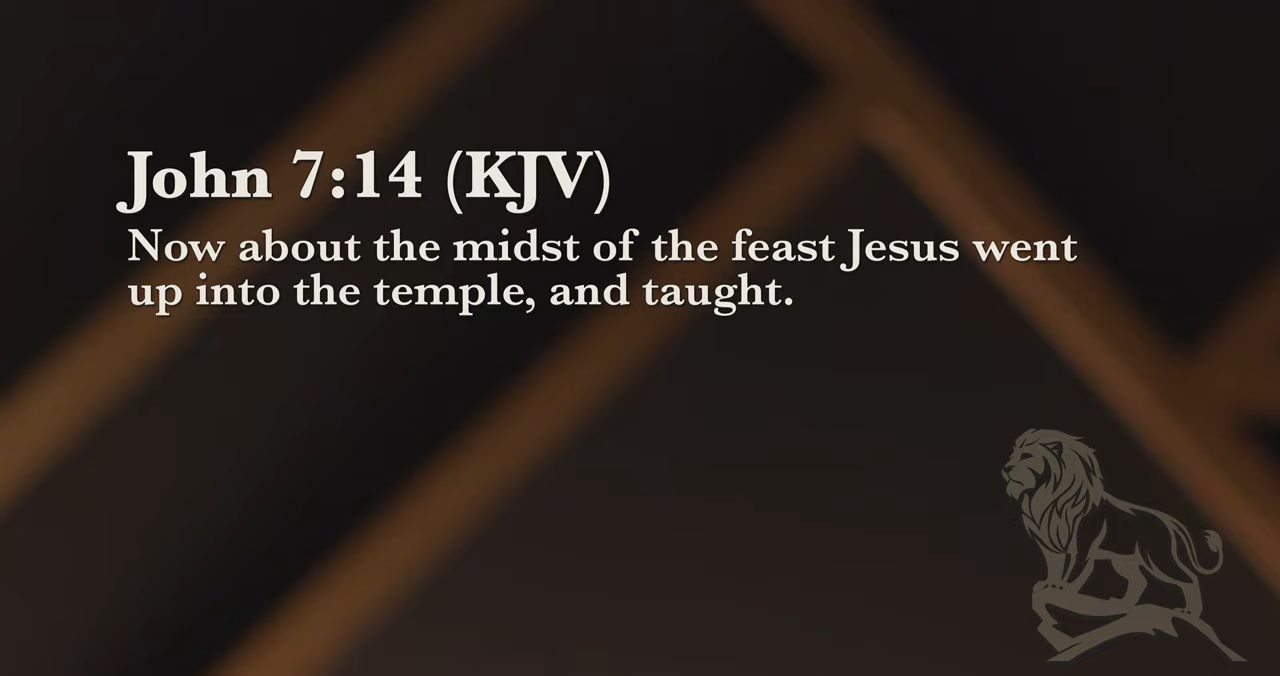 John 7:14 (KJV)
Now about the midst of the feast Jesus went
up into the temple, and taught.